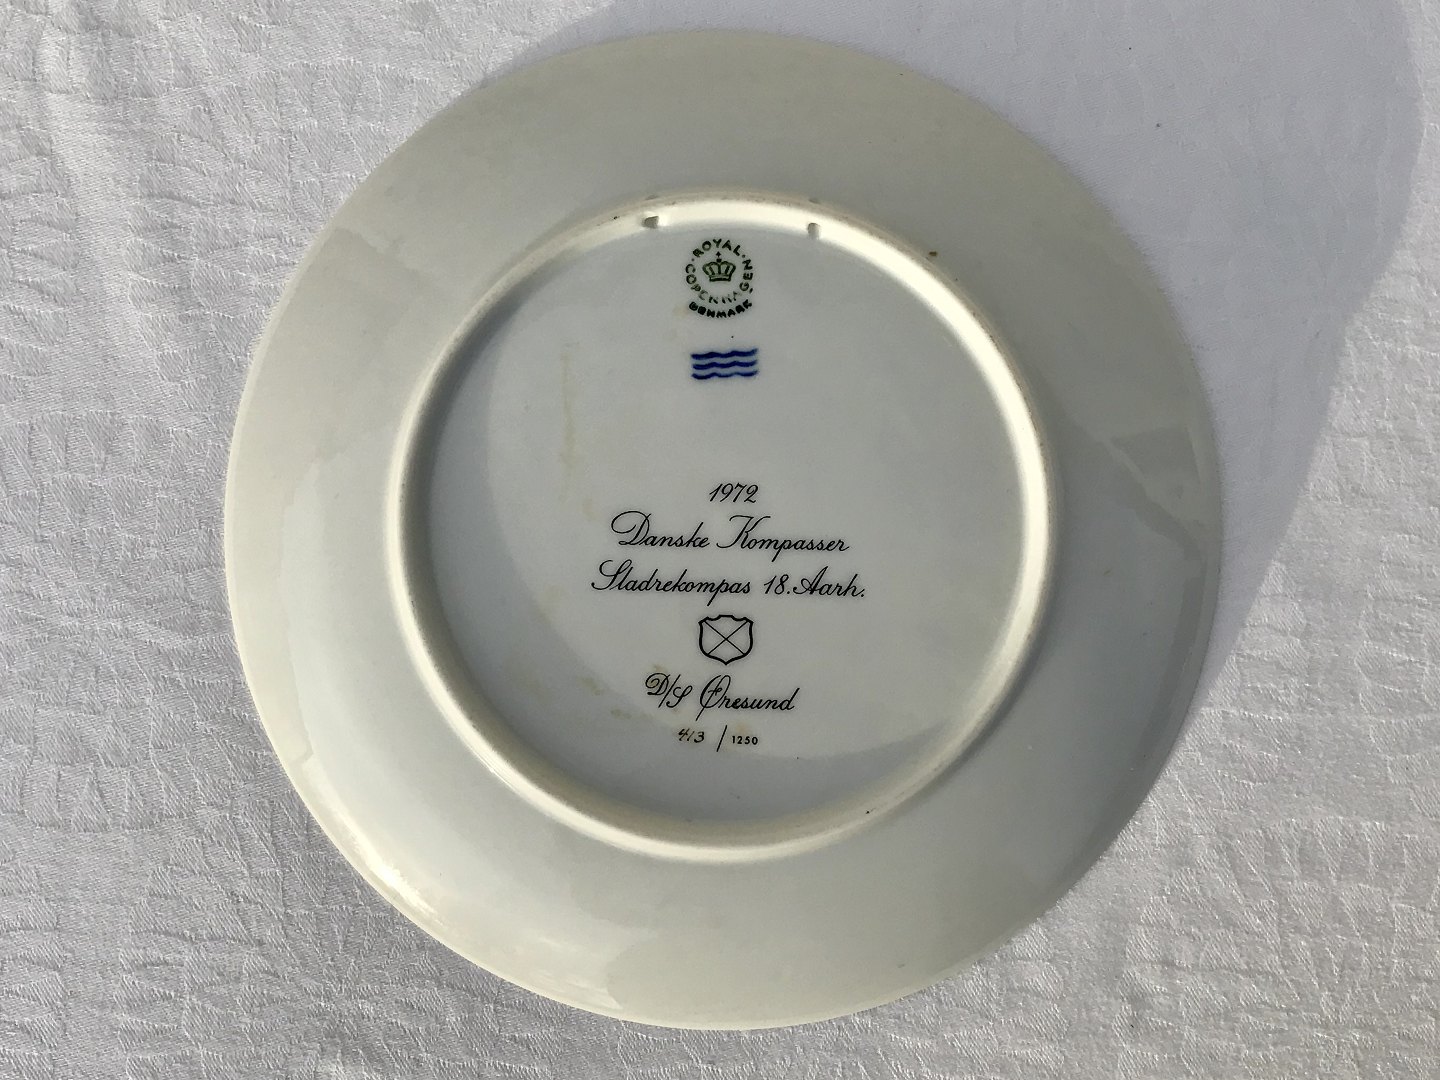 ROYAL
COPENHAGEN
DENMARK
1972
Danske Kompasser
Sladrekompas 18. Aarh.
D/S Øresund
413 / 1250